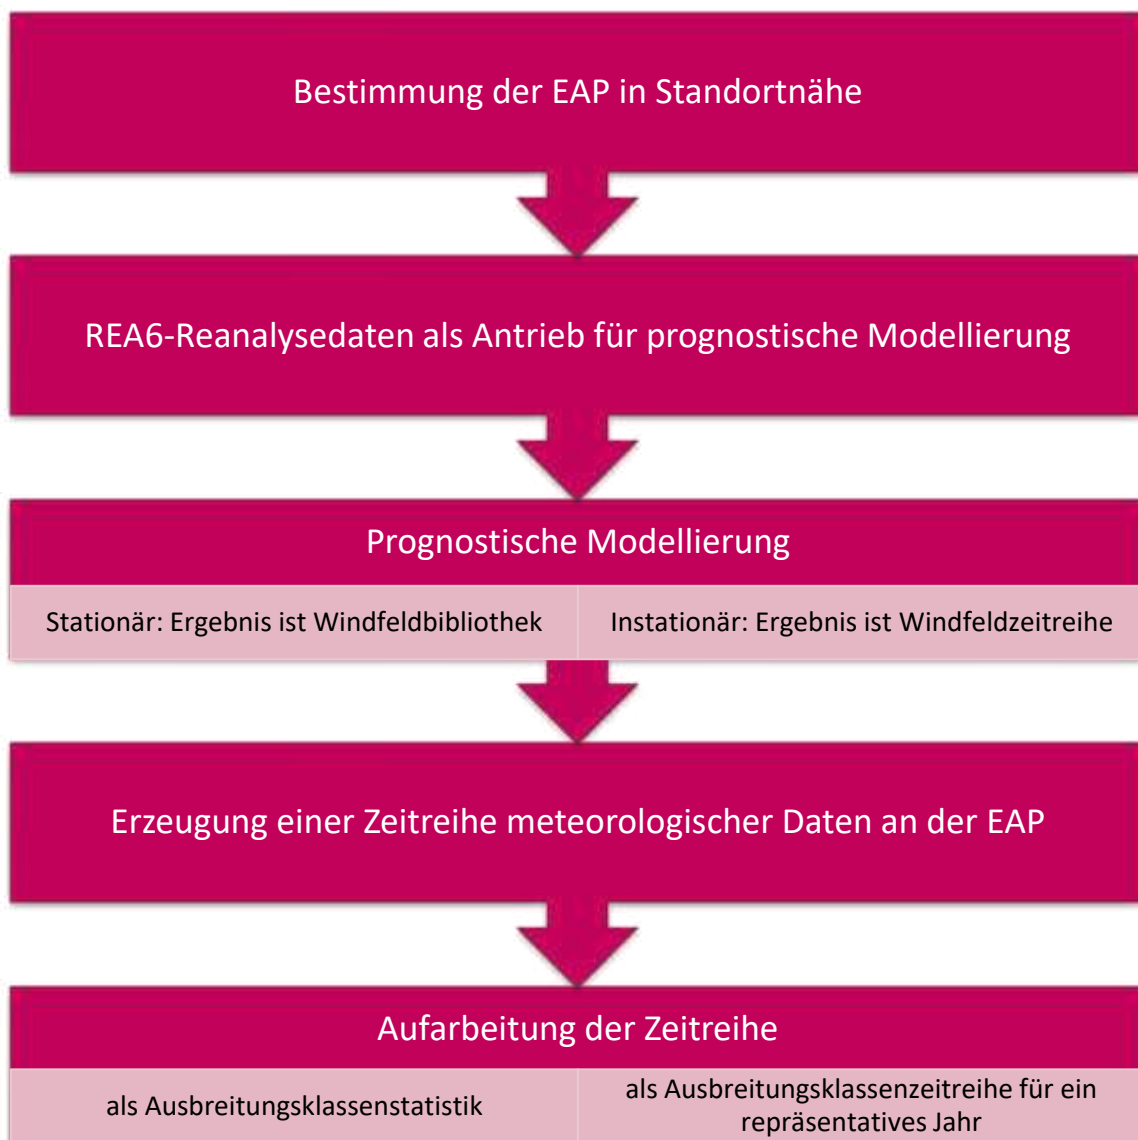 Bestimmung der EAP in Standortnähe
REA6-Reanalysedaten als Antrieb für prognostische Modellierung
Prognostische Modellierung
Stationär: Ergebnis ist Windfeldbibliothek
Instationär: Ergebnis ist Windfeldzeitreihe
Erzeugung einer Zeitreihe meteorologischer Daten an der EAP
Aufarbeitung der Zeitreihe
als Ausbreitungsklassenstatistik
als Ausbreitungsklassenzeitreihe für ein
repräsentatives Jahr